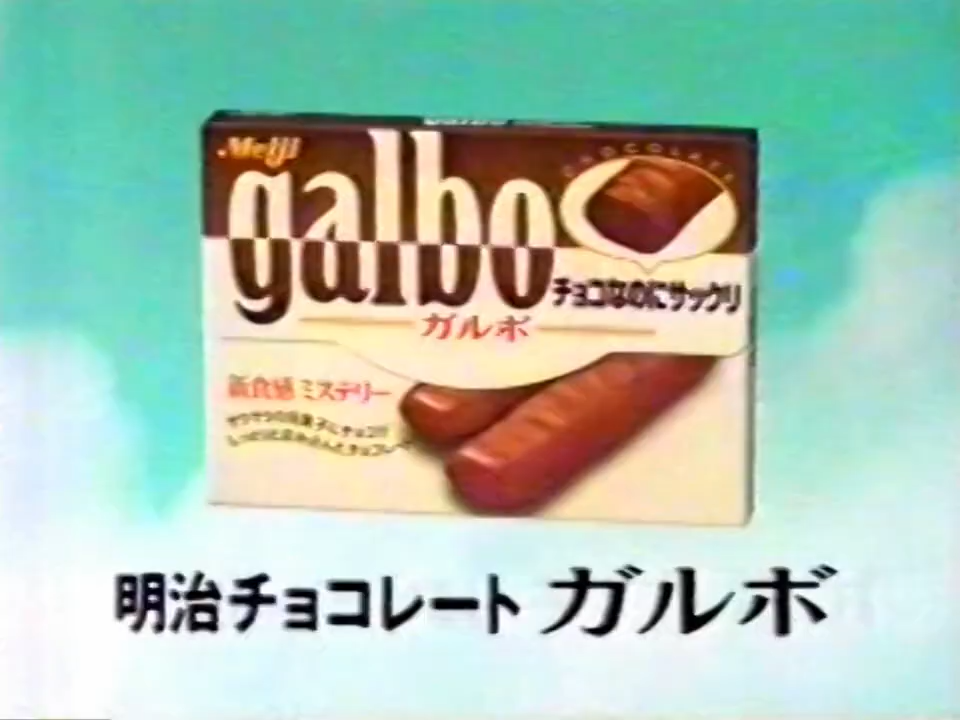 Meiji
CHOCOLATE
galbo
チョコなのにサックリ
ガルボ
新食感ミステリー
明治チョコレート ガルボ